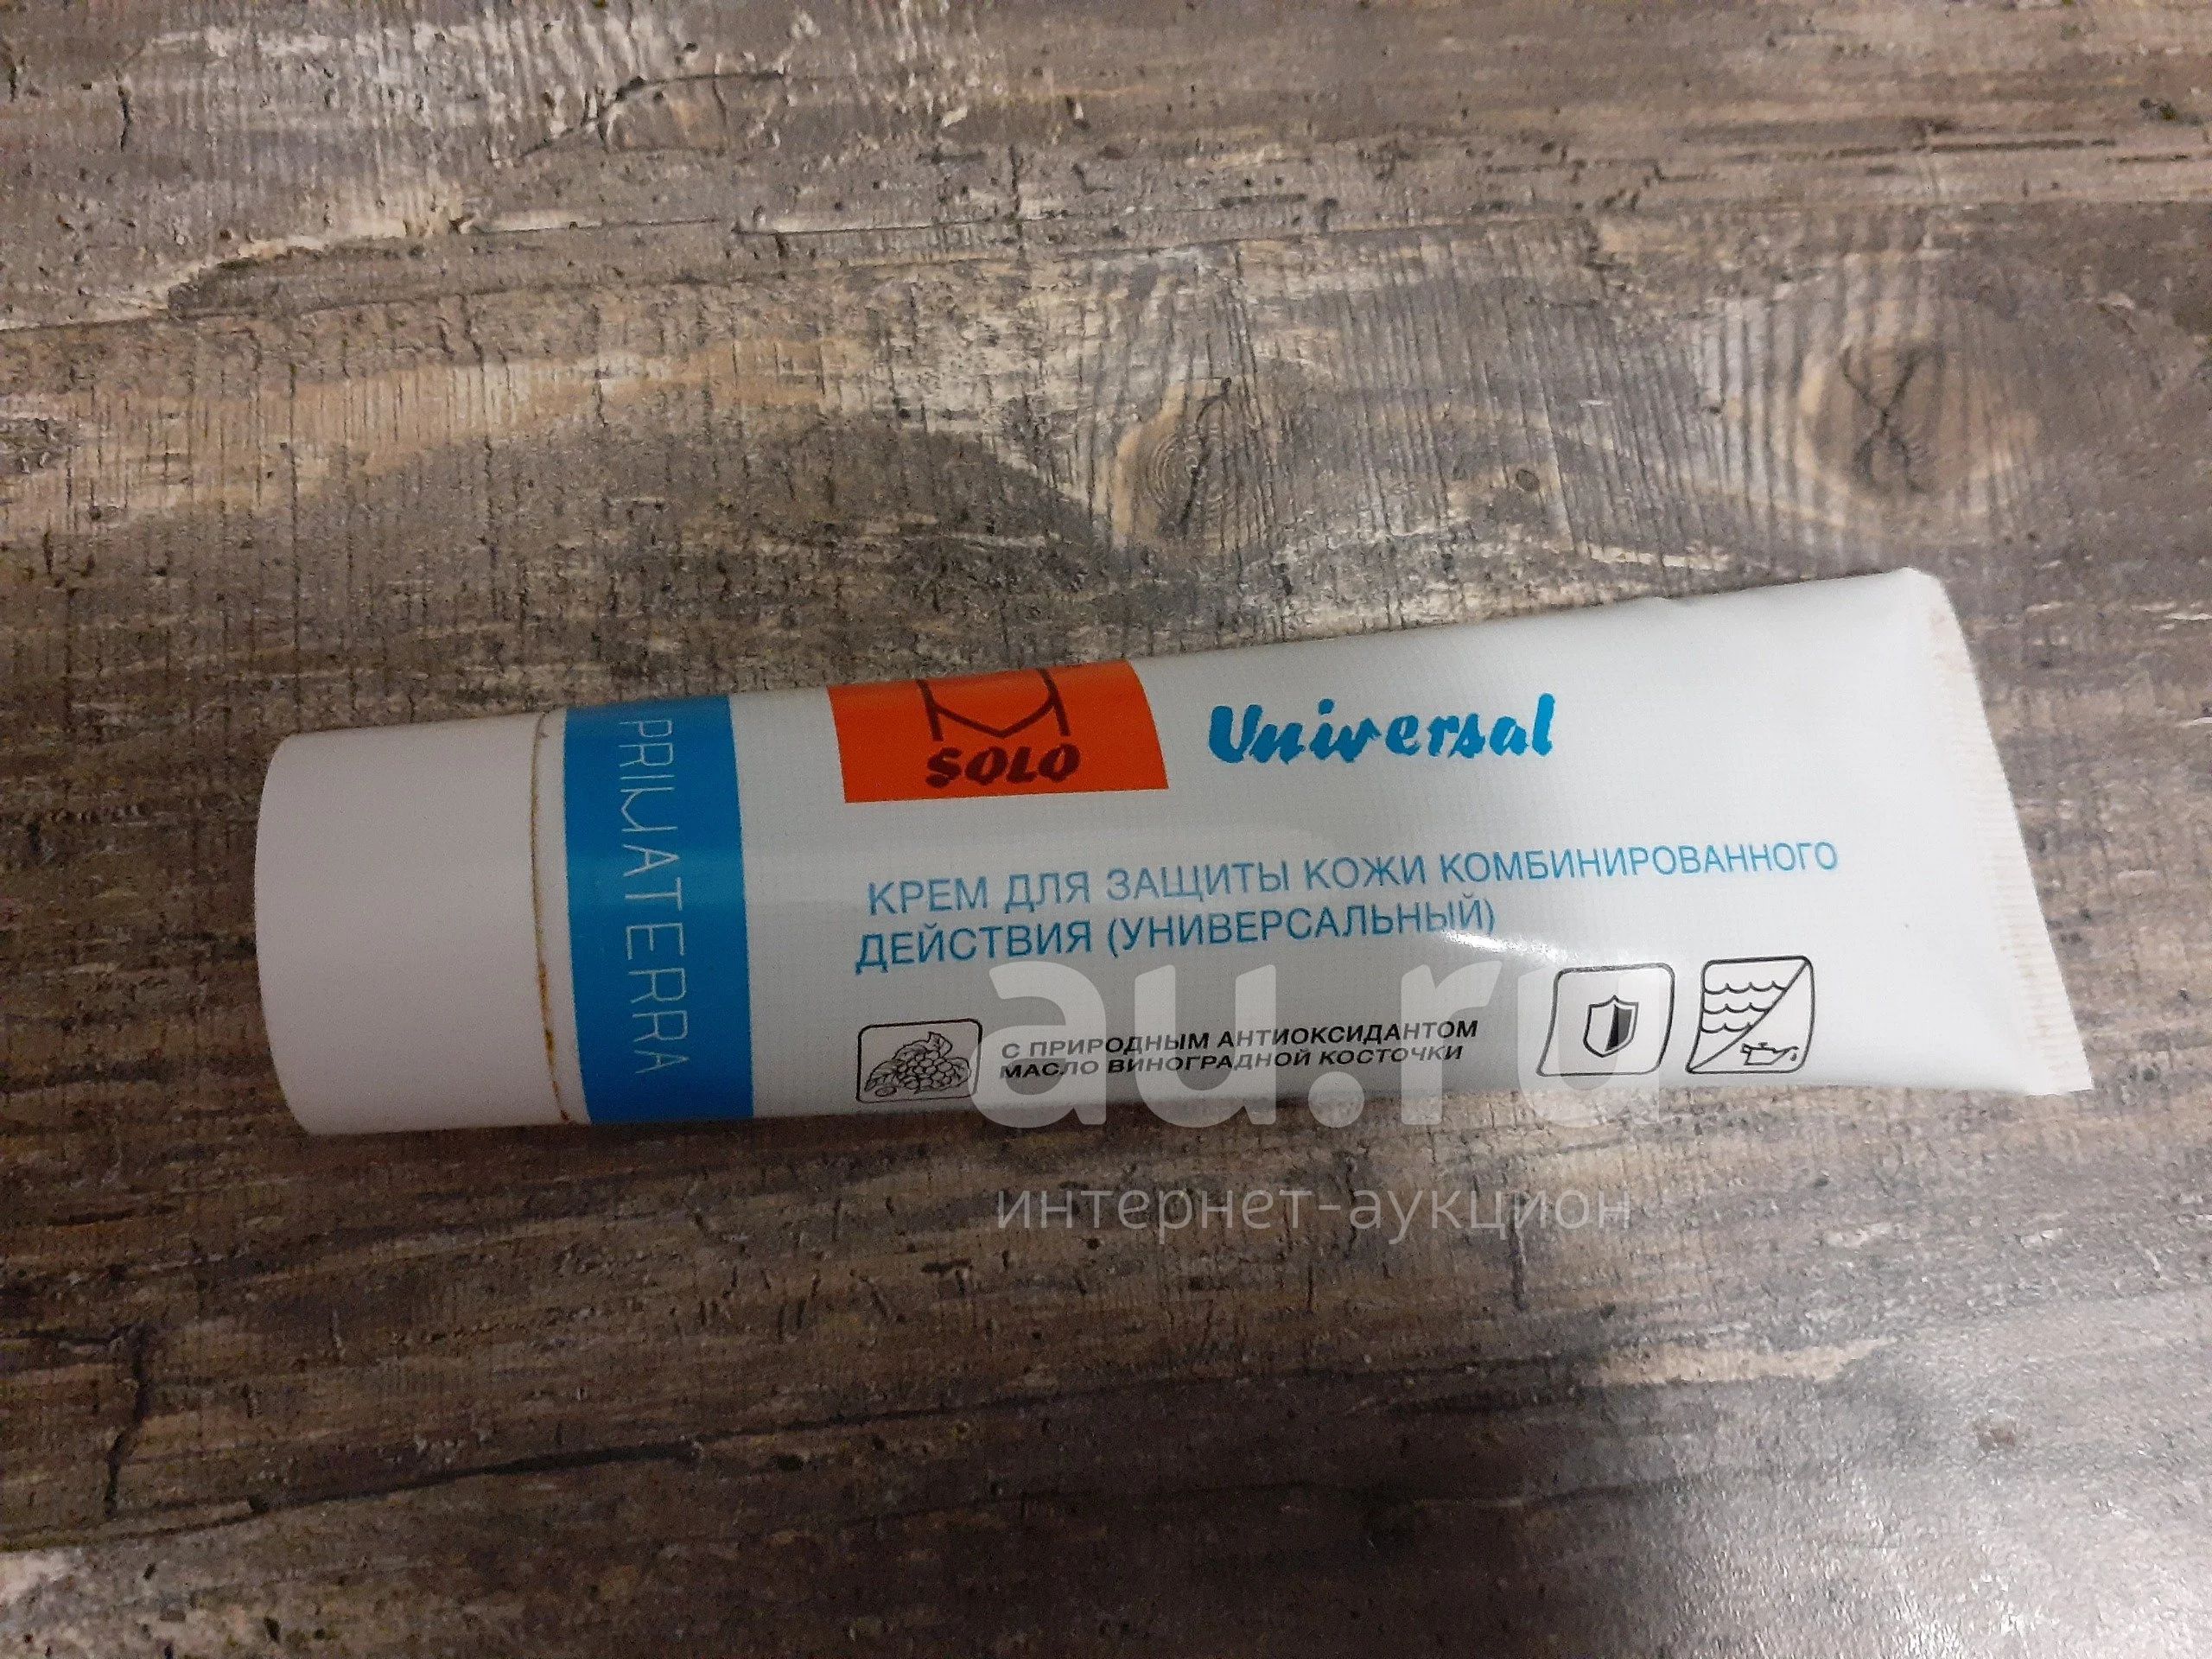 PRIMATERRA
SOLO
Universal
КРЕМ ДЛЯ ЗАЩИТЫ КОЖИ КОМБИНИРОВАННОГО
ДЕЙСТВИЯ (УНИВЕРСАЛЬНЫЙ)
С ПРИРОДНЫМ АНТИОКСИДАНТОМ
МАСЛО ВИНОГРАДНОЙ КОСТОЧКИ
au.ru
интернет-аукцион